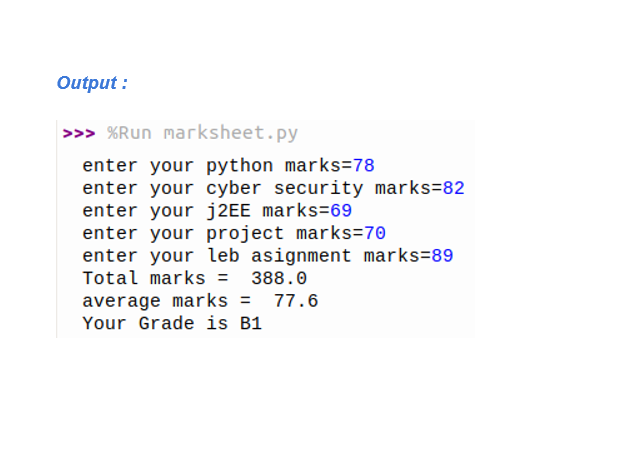 Output :
>>> %Run marksheet.py
enter your python marks=78
enter your cyber security marks=82
enter your j2EE marks=69
enter your project marks=70
enter your leb asignment marks=89
Total marks =  388.0
average marks =  77.6
Your Grade is B1